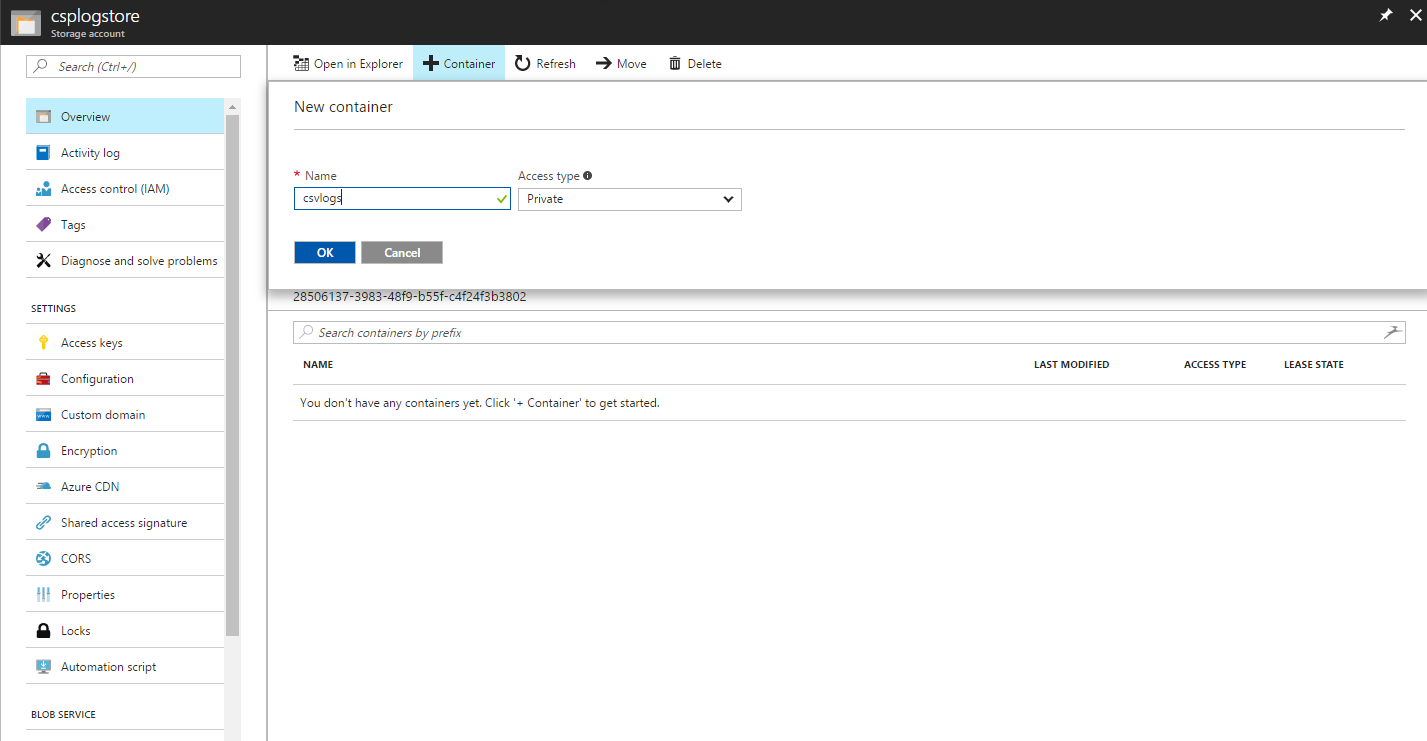 csplogstore
Storage account
Search (Ctrl+/)
Overview
Activity log
Access control (IAM)
Tags
Diagnose and solve problems
SETTINGS
Access keys
Configuration
Custom domain
Encryption
Azure CDN
Shared access signature
CORS
Properties
Locks
Automation script
BLOB SERVICE
Open in Explorer Container Refresh Move Delete
New container
* Name Access type
csvlogs Private
OK Cancel
28506137-3983-48f9-b55f-c4f24f3b3802
Search containers by prefix
NAME LAST MODIFIED ACCESS TYPE LEASE STATE
You don't have any containers yet. Click '+ Container' to get started.